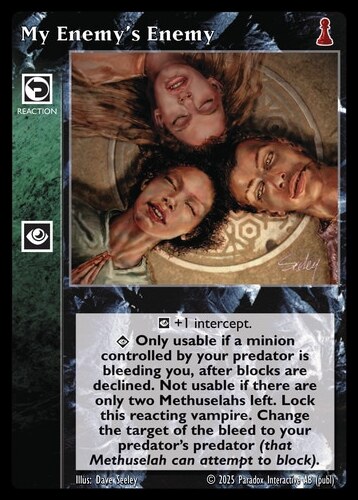 My Enemy's Enemy
REACTION
Seeley
+1 intercept.
Only usable if a minion
controlled by your predator is
bleeding you, after blocks are
declined. Not usable if there are
only two Methuselahs left. Lock
this reacting vampire. Change
the target of the bleed to your
predator's predator (that
Methuselah can attempt to block).
Illus: Dave Seeley
© 2025 Paradox Interactive AB (publ)